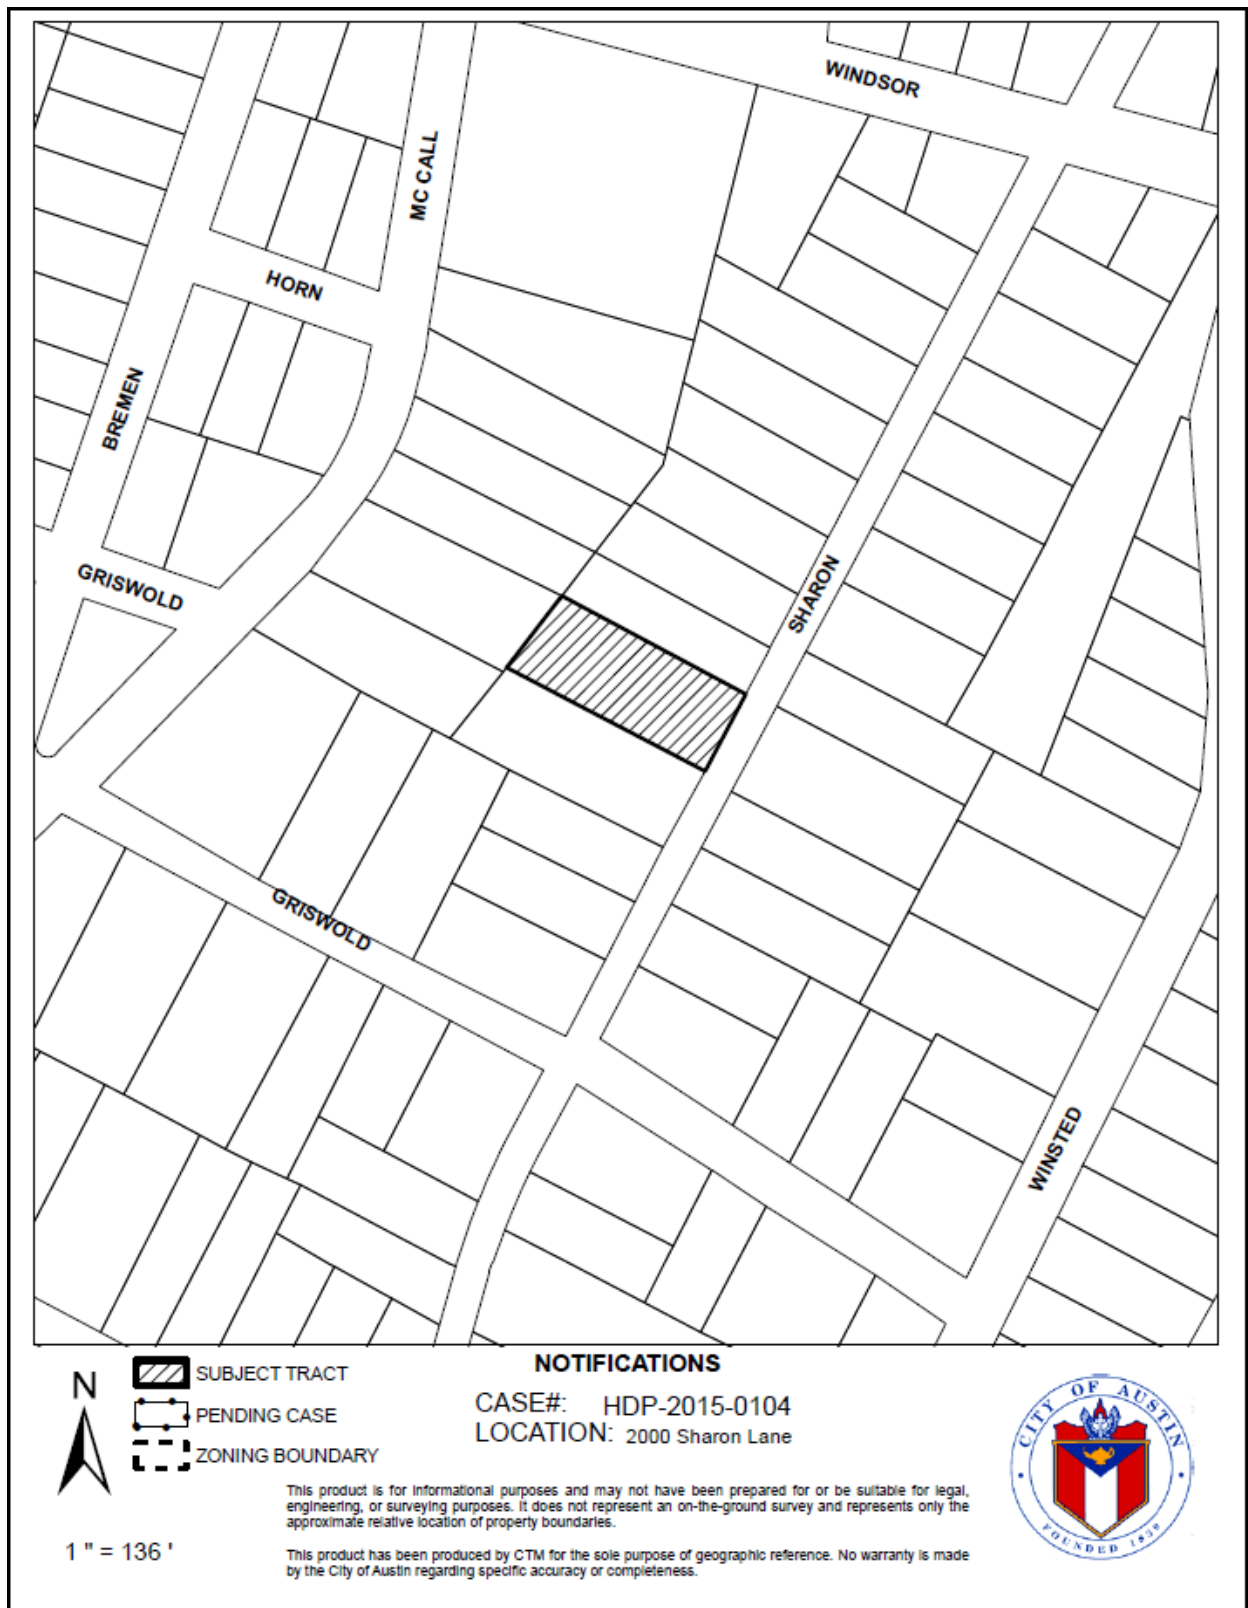 WINDSOR
MC CALL
HORN
BREMEN
GRISWOLD
SHARON
GRISWOLD
WINSTED
N
SUBJECT TRACT
PENDING CASE
ZONING BOUNDARY
1 " = 136 '
NOTIFICATIONS
CASE#: HDP-2015-0104
LOCATION: 2000 Sharon Lane
This product is for informational purposes and may not have been prepared for or be suitable for legal,
engineering, or surveying purposes. It does not represent an on-the-ground survey and represents only the
approximate relative location of property boundaries.
This product has been produced by CTM for the sole purpose of geographic reference. No warranty is made
by the City of Austin regarding specific accuracy or completeness.
CITY OF AUSTIN
FOUNDED 1839